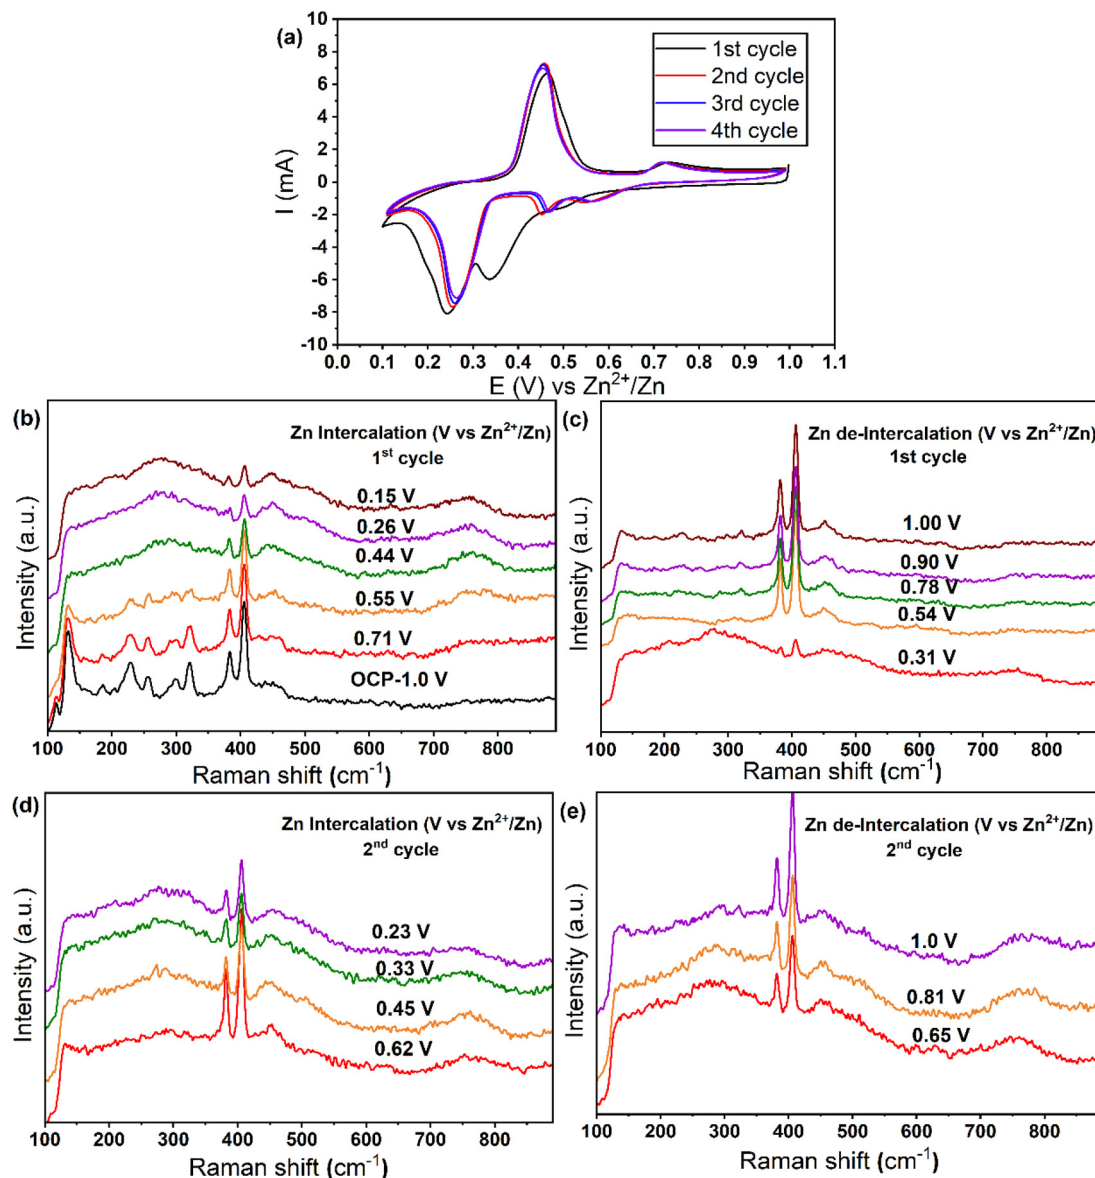 (a)
1st cycle
2nd cycle
3rd cycle
4th cycle
I (mA)
10
8
6
4
2
0
-2
-4
-6
-8
-10
0.0 0.1 0.2 0.3 0.4 0.5 0.6 0.7 0.8 0.9 1.0 1.1
E (V) vs Zn²⁺/Zn
(b)
Zn Intercalation (V vs Zn²⁺/Zn)
1ˢᵗ cycle
0.15 V
0.26 V
0.44 V
0.55 V
0.71 V
OCP-1.0 V
Intensity (a.u.)
100 200 300 400 500 600 700 800
Raman shift (cm⁻¹)
(c)
Zn de-Intercalation (V vs Zn²⁺/Zn)
1st cycle
1.00 V
0.90 V
0.78 V
0.54 V
0.31 V
Intensity (a.u.)
100 200 300 400 500 600 700 800
Raman shift (cm⁻¹)
(d)
Zn Intercalation (V vs Zn²⁺/Zn)
2ⁿᵈ cycle
0.23 V
0.33 V
0.45 V
0.62 V
Intensity (a.u.)
100 200 300 400 500 600 700 800
Raman shift (cm⁻¹)
(e)
Zn de-Intercalation (V vs Zn²⁺/Zn)
2ⁿᵈ cycle
1.0 V
0.81 V
0.65 V
Intensity (a.u.)
100 200 300 400 500 600 700 800
Raman shift (cm⁻¹)